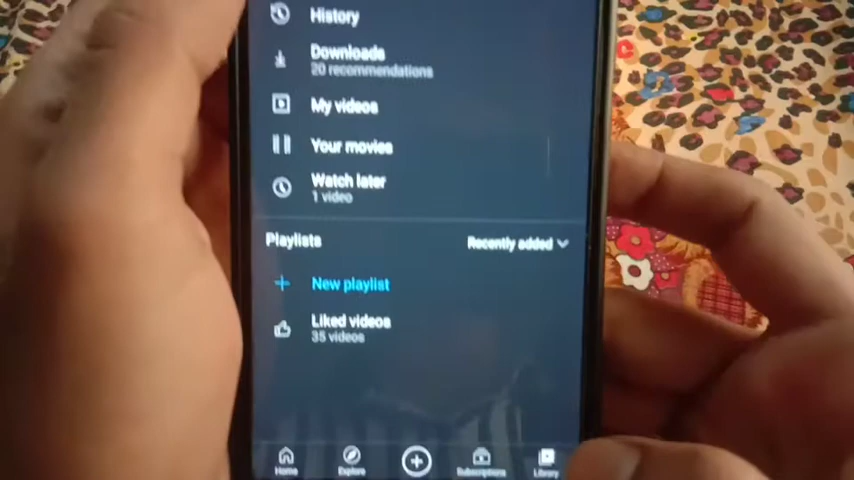 History
Downloads
20 recommendations
My videos
Your movies
Watch later
1 video
Playlists
Recently added
New playlist
Liked videos
35 videos
Home
Explore
Subscriptions
Library